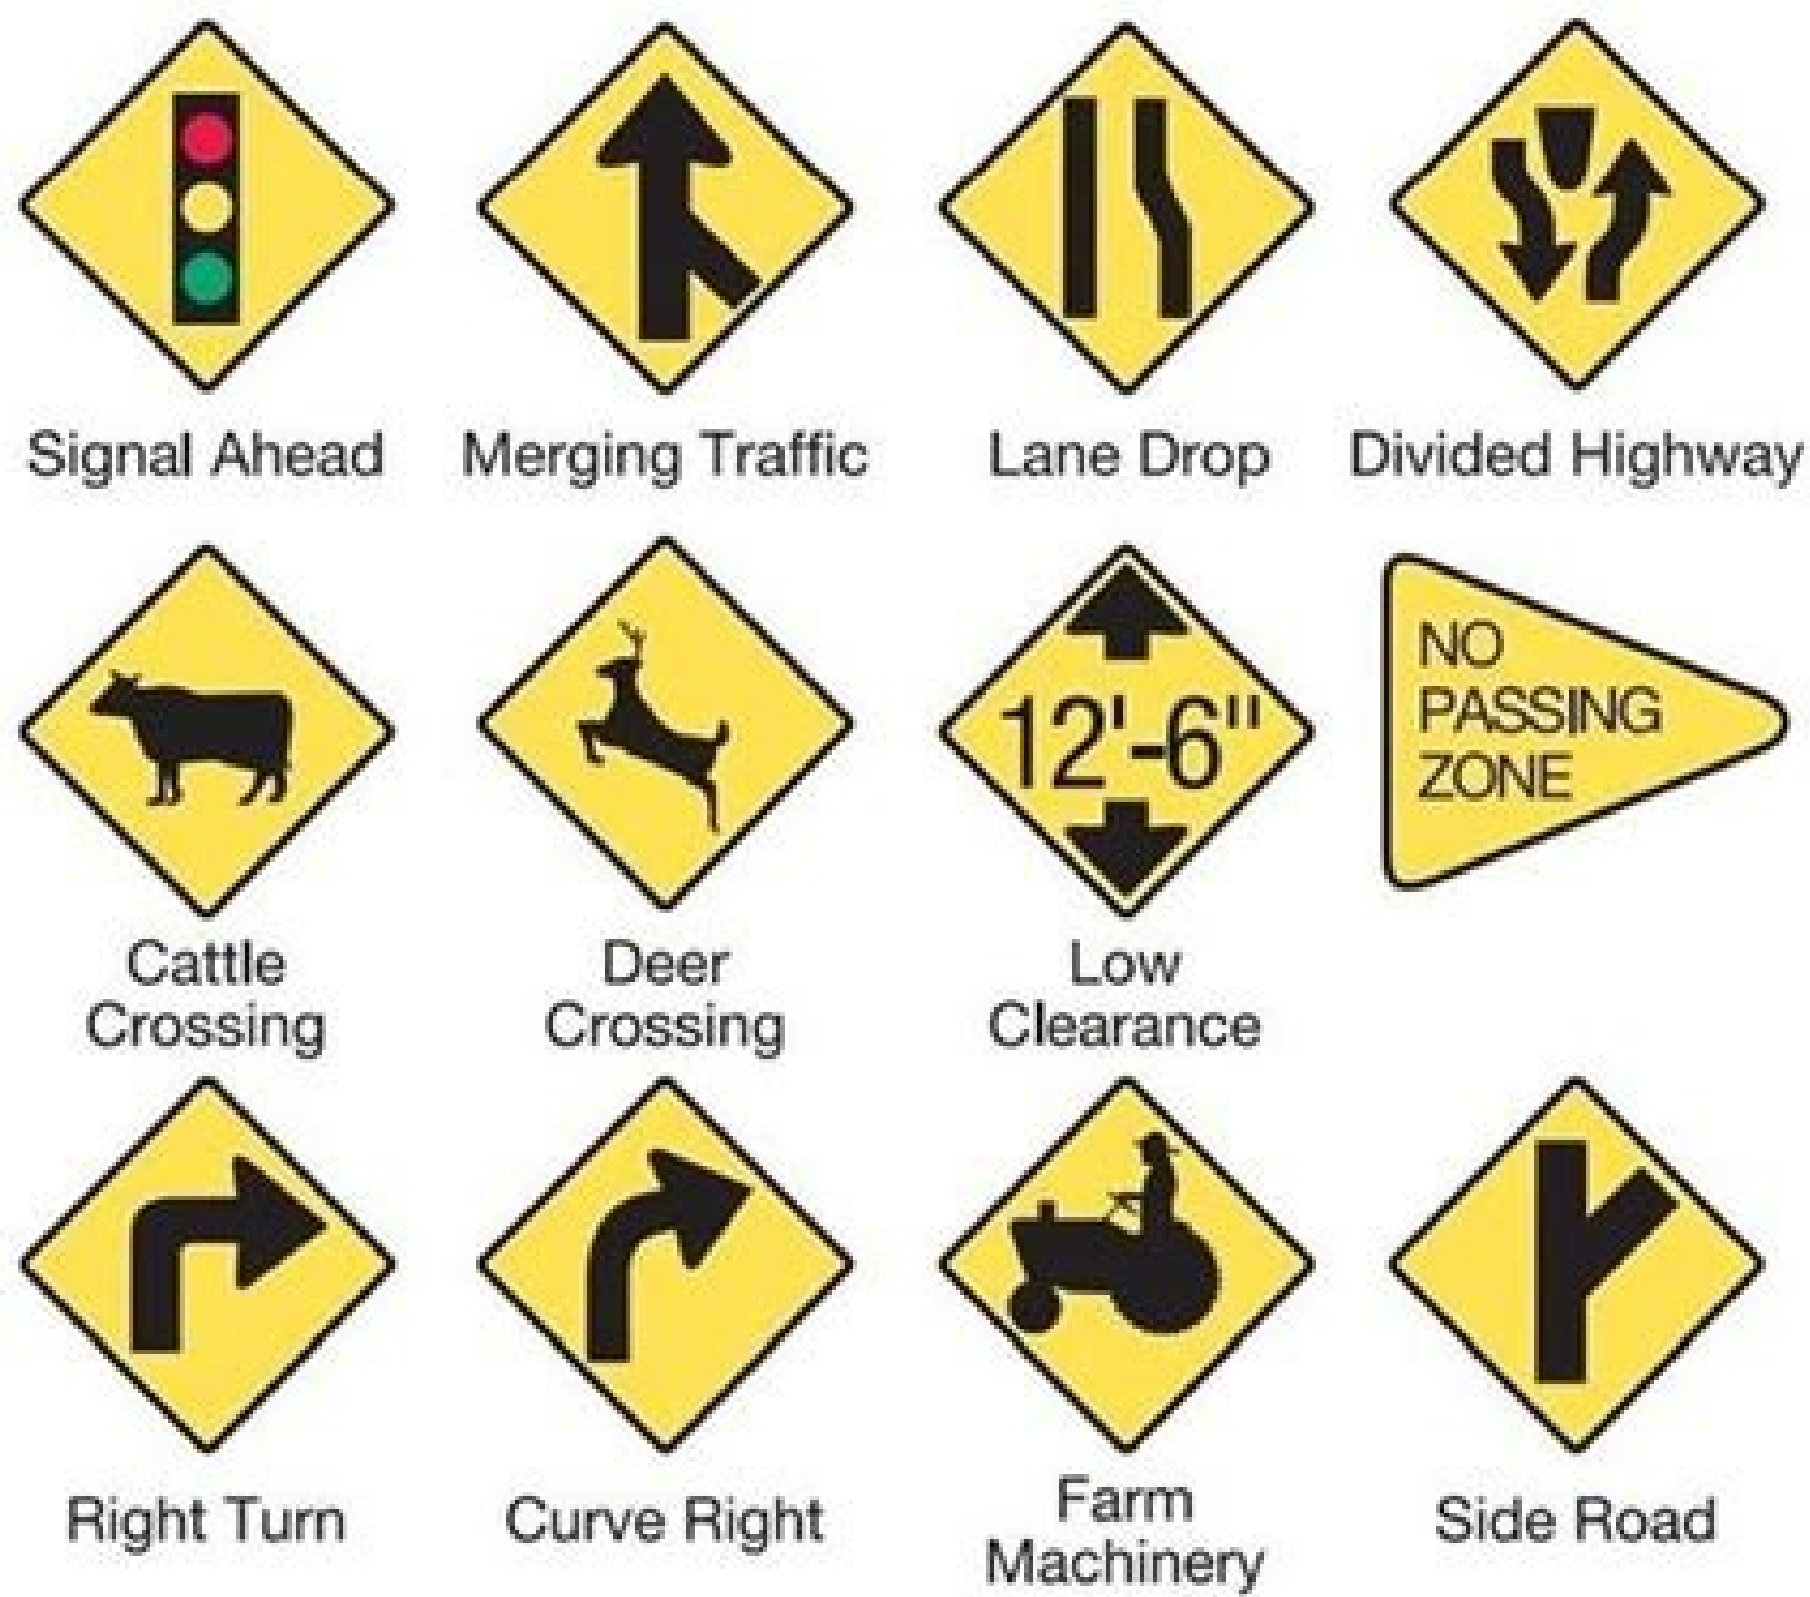 Signal Ahead
Merging Traffic
Lane Drop
Divided Highway
12'-6"
NO
PASSING
ZONE
Cattle
Crossing
Deer
Crossing
Low
Clearance
Right Turn
Curve Right
Farm
Machinery
Side Road